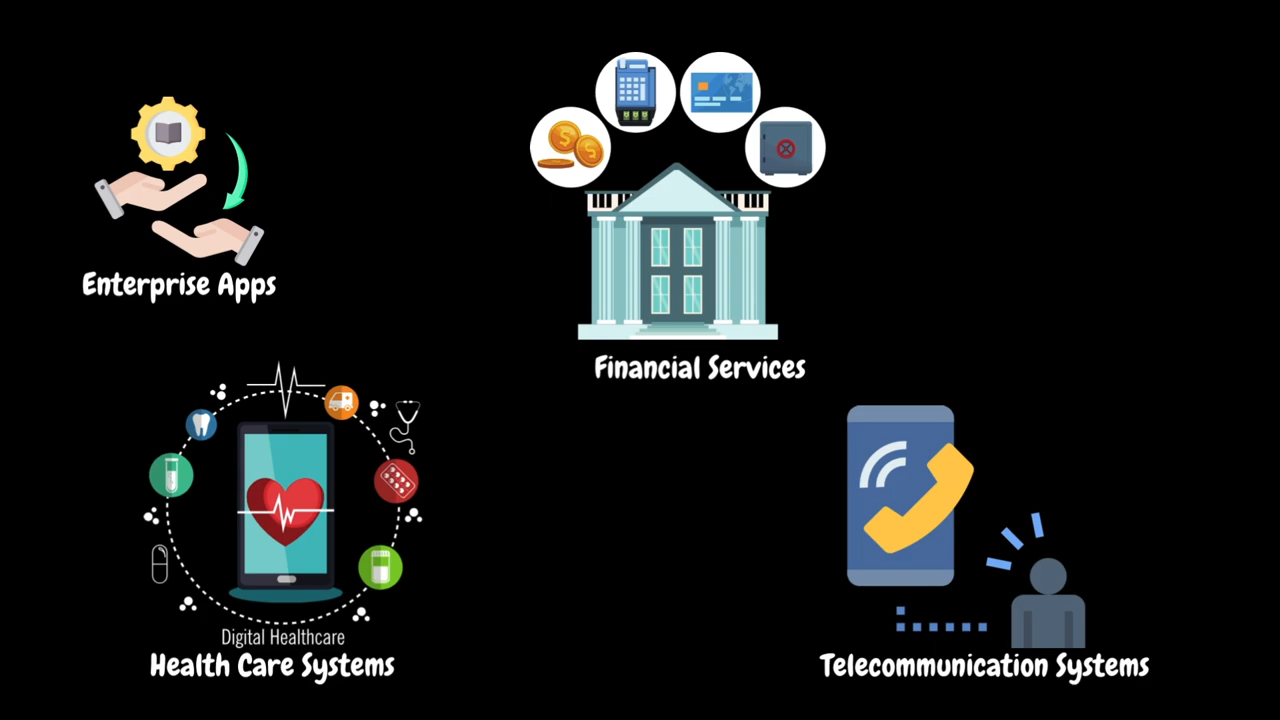 Enterprise Apps
Financial Services
Digital Healthcare
Health Care Systems
Telecommunication Systems